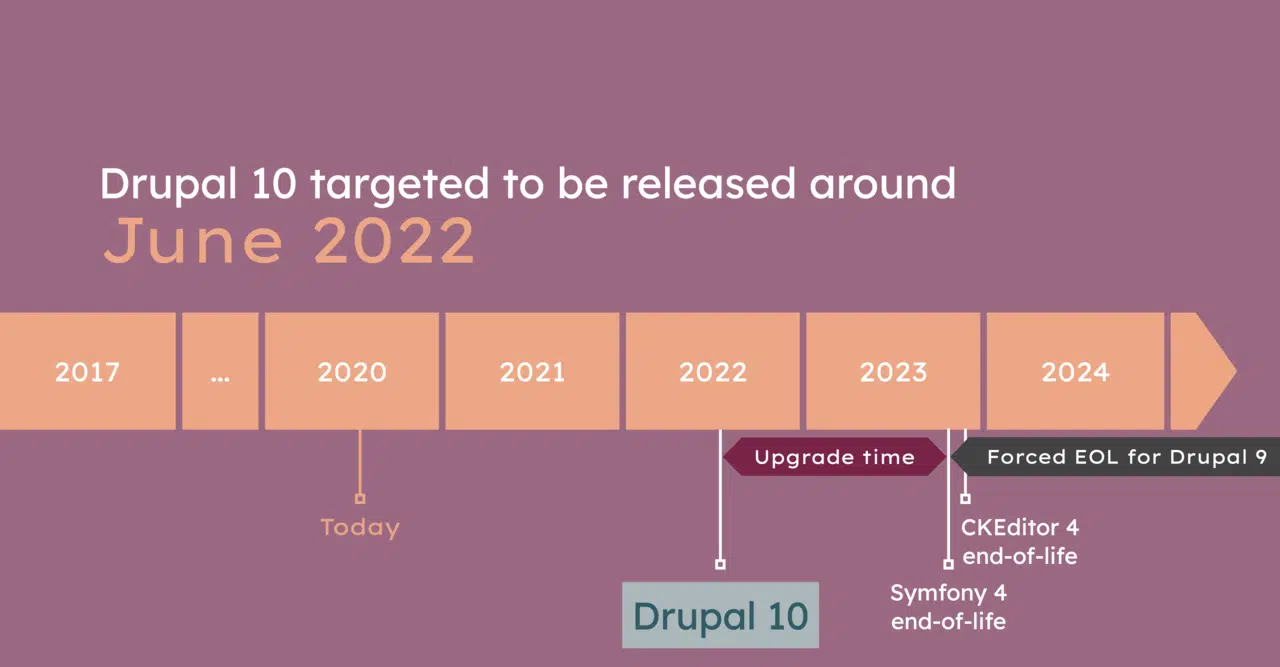 Drupal 10 targeted to be released around
June 2022
2017
...
2020
2021
2022
2023
2024
Upgrade time
Forced EOL for Drupal 9
Today
CKEditor 4
end-of-life
Symfony 4
end-of-life
Drupal 10